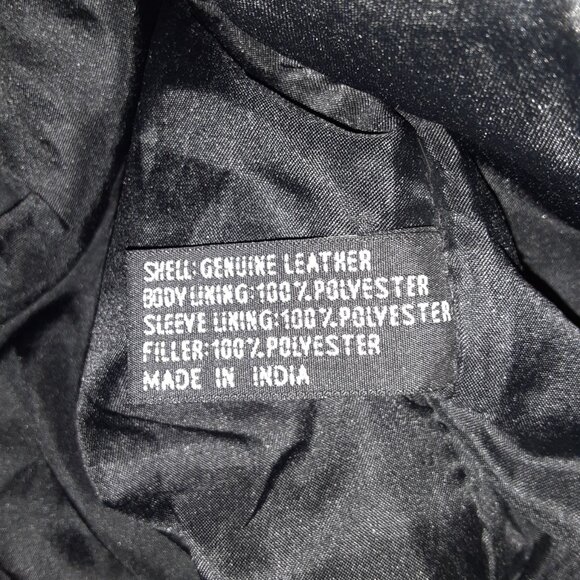 SHELL: GENUINE LEATHER
BODY LINING:100%POLYESTER
SLEEVE LINING:100%POLYESTER
FILLER:100%POLYESTER
MADE IN INDIA